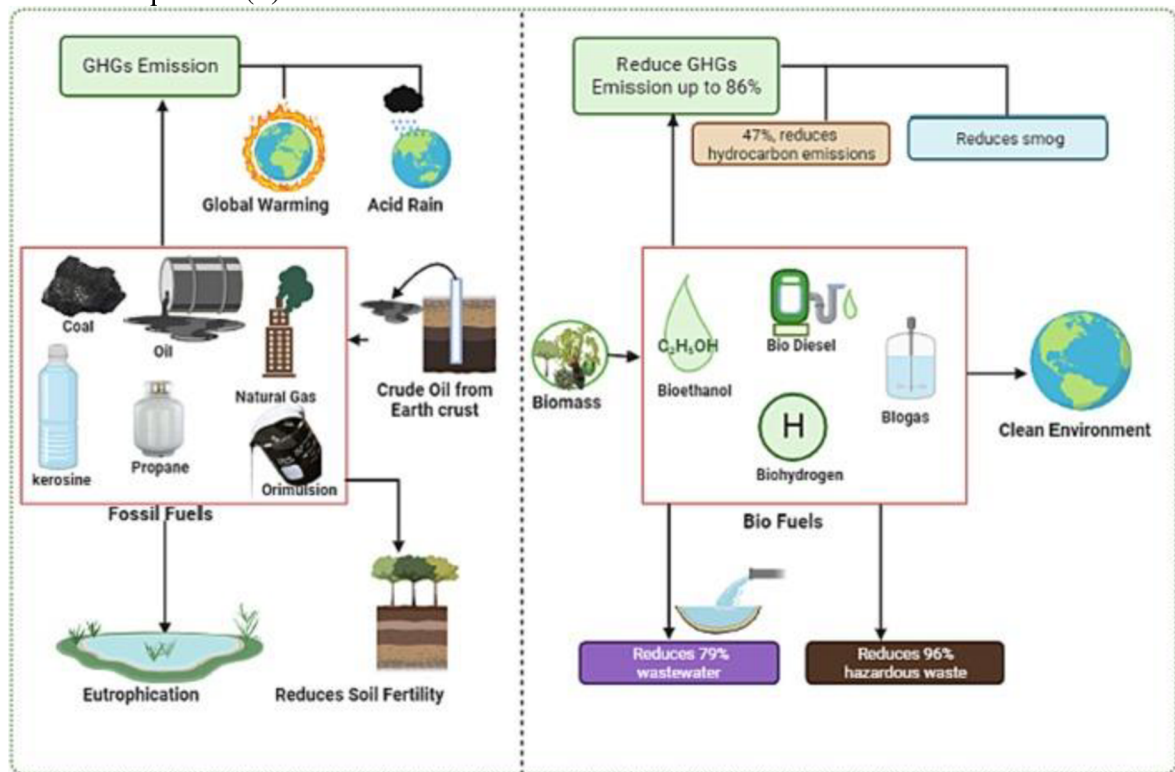 GHGs Emission
Global Warming
Acid Rain
Coal
Oil
Natural Gas
kerosine
Propane
Orimulsion
Fossil Fuels
Crude Oil from
Earth crust
Eutrophication
Reduces Soil Fertility
Reduce GHGs
Emission up to 86%
47%, reduces
hydrocarbon emissions
Reduces smog
Biomass
C₂H₅OH
Bioethanol
Bio Diesel
H
Biohydrogen
BIogas
Clean Environment
Bio Fuels
Reduces 79%
wastewater
Reduces 96%
hazardous waste